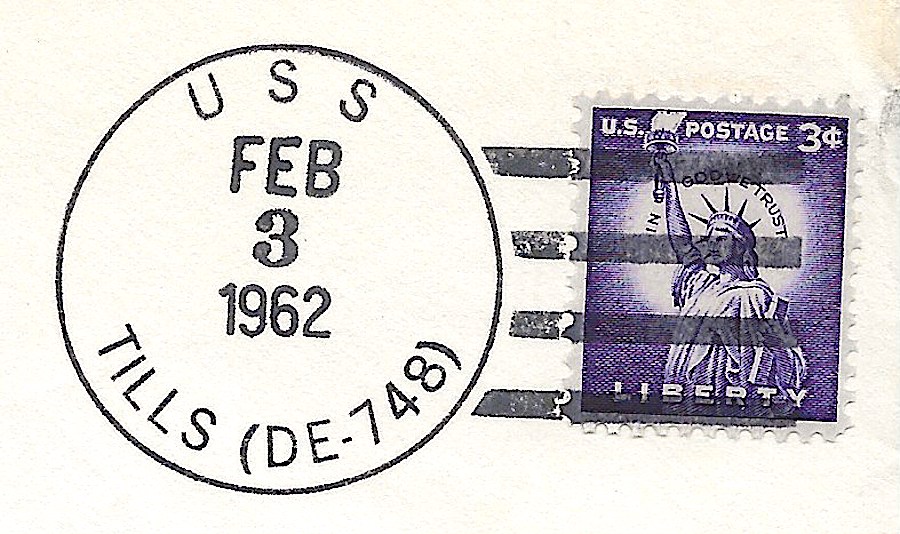 USS
FEB
3
1962
TILLS (DE-748)
U.S. POSTAGE 3¢
IN GOD WE TRUST
LIBERTY